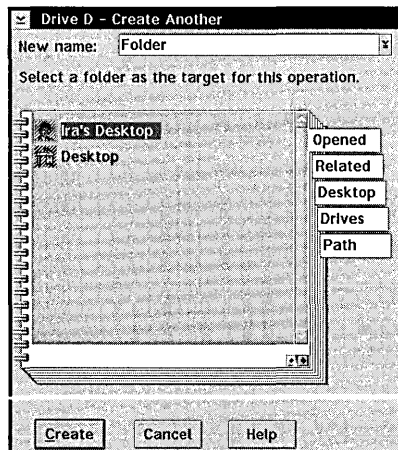 Drive D - Create Another
New name: Folder
Select a folder as the target for this operation.
Ira's Desktop
Desktop
Opened
Related
Desktop
Drives
Path
Create Cancel Help